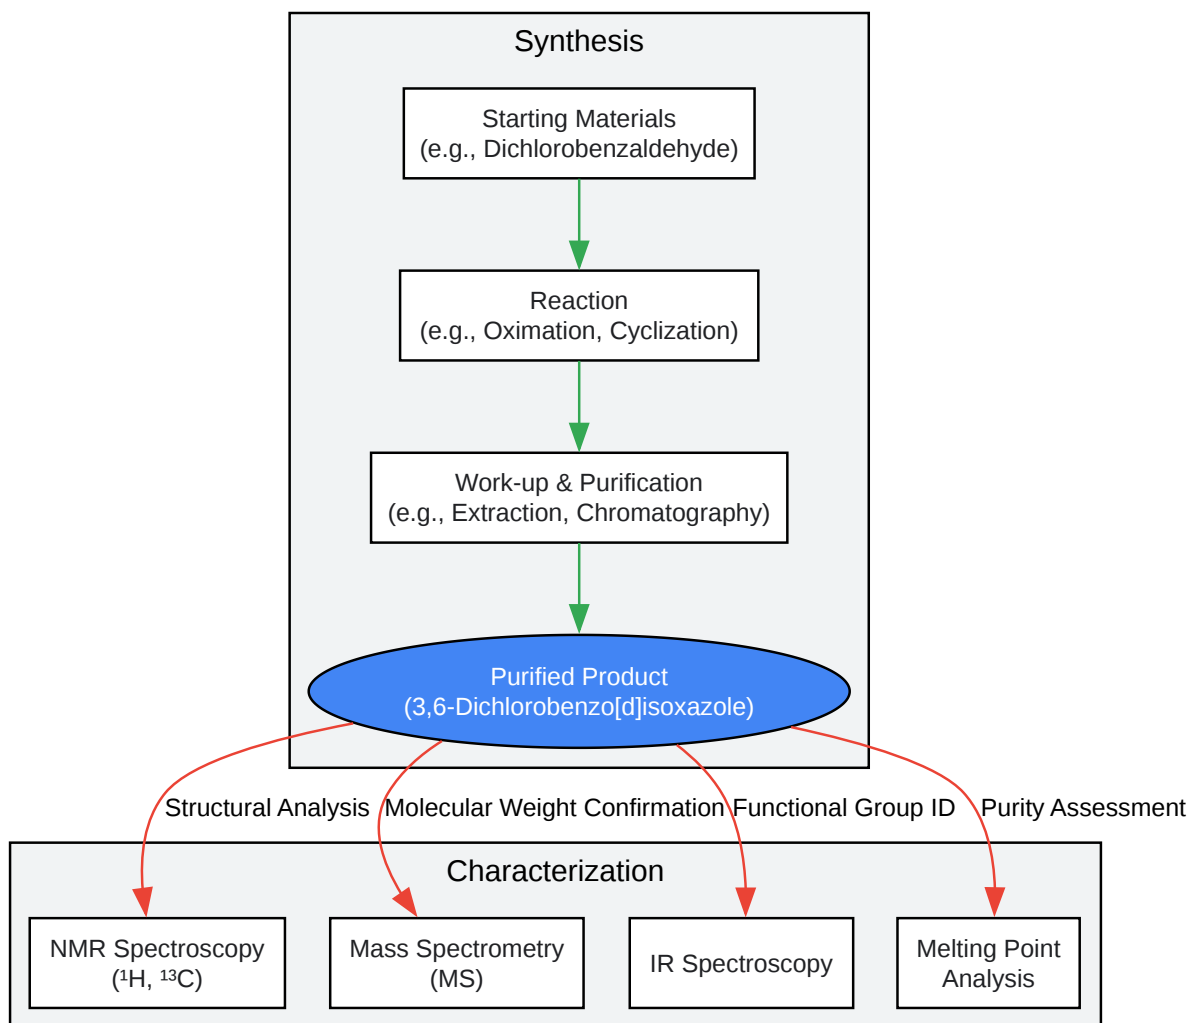 Synthesis
Starting Materials
(e.g., Dichlorobenzaldehyde)
Reaction
(e.g., Oximation, Cyclization)
Work-up & Purification
(e.g., Extraction, Chromatography)
Purified Product
(3,6-Dichlorobenzo[d]isoxazole)
Structural Analysis
Molecular Weight Confirmation
Functional Group ID
Purity Assessment
Characterization
NMR Spectroscopy
(¹H, ¹³C)
Mass Spectrometry
(MS)
IR Spectroscopy
Melting Point
Analysis